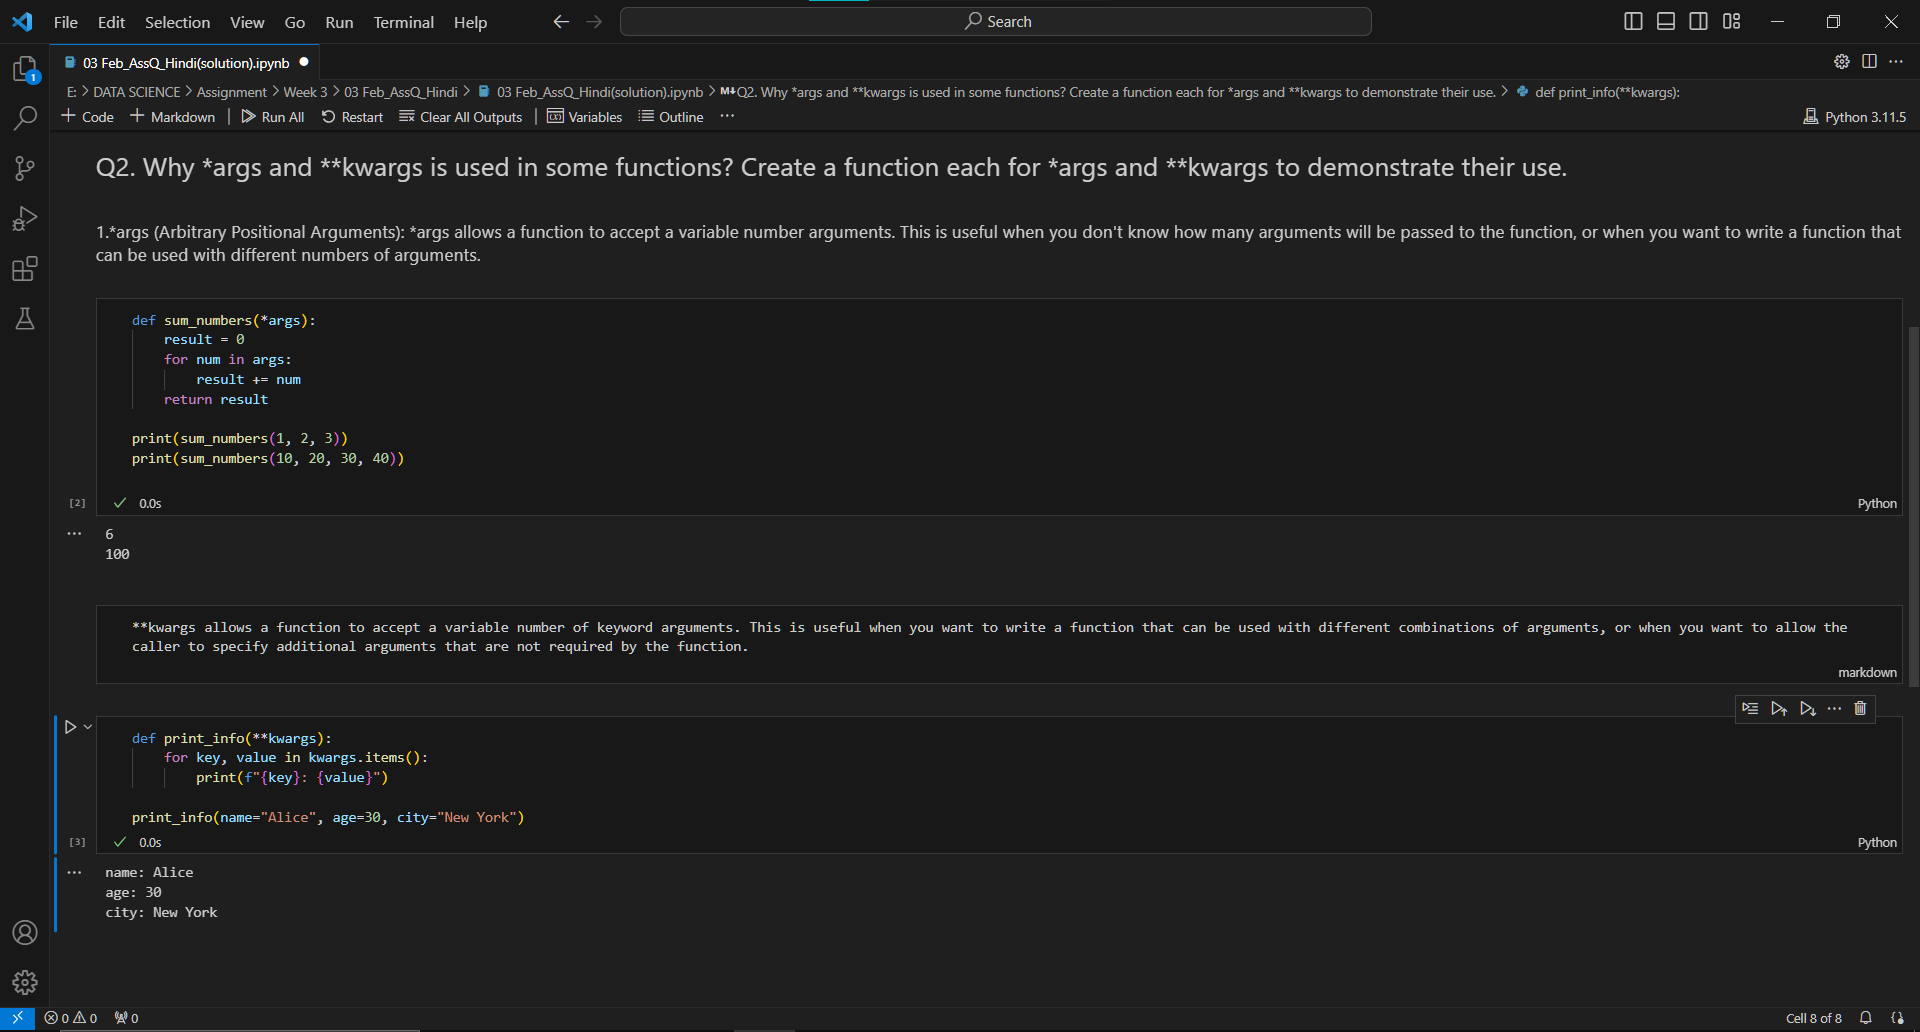 File Edit Selection View Go Run Terminal Help
Search
03 Feb_AssQ_Hindi(solution).ipynb
1
E: > DATA SCIENCE > Assignment > Week 3 > 03 Feb_AssQ_Hindi > 03 Feb_AssQ_Hindi(solution).ipynb > M↓Q2. Why *args and **kwargs is used in some functions? Create a function each for *args and **kwargs to demonstrate their use. > def print_info(**kwargs):
+ Code + Markdown | Run All Restart Clear All Outputs | Variables Outline ···
Python 3.11.5
Q2. Why *args and **kwargs is used in some functions? Create a function each for *args and **kwargs to demonstrate their use.
1.*args (Arbitrary Positional Arguments): *args allows a function to accept a variable number arguments. This is useful when you don't know how many arguments will be passed to the function, or when you want to write a function that
can be used with different numbers of arguments.
def sum_numbers(*args):
result = 0
for num in args:
result += num
return result
print(sum_numbers(1, 2, 3))
print(sum_numbers(10, 20, 30, 40))
[2] ✓ 0.0s
Python
··· 6
100
**kwargs allows a function to accept a variable number of keyword arguments. This is useful when you want to write a function that can be used with different combinations of arguments, or when you want to allow the
caller to specify additional arguments that are not required by the function.
markdown
def print_info(**kwargs):
for key, value in kwargs.items():
print(f"{key}: {value}")
print_info(name="Alice", age=30, city="New York")
[3] ✓ 0.0s
Python
··· name: Alice
age: 30
city: New York
0 0 0
Cell 8 of 8